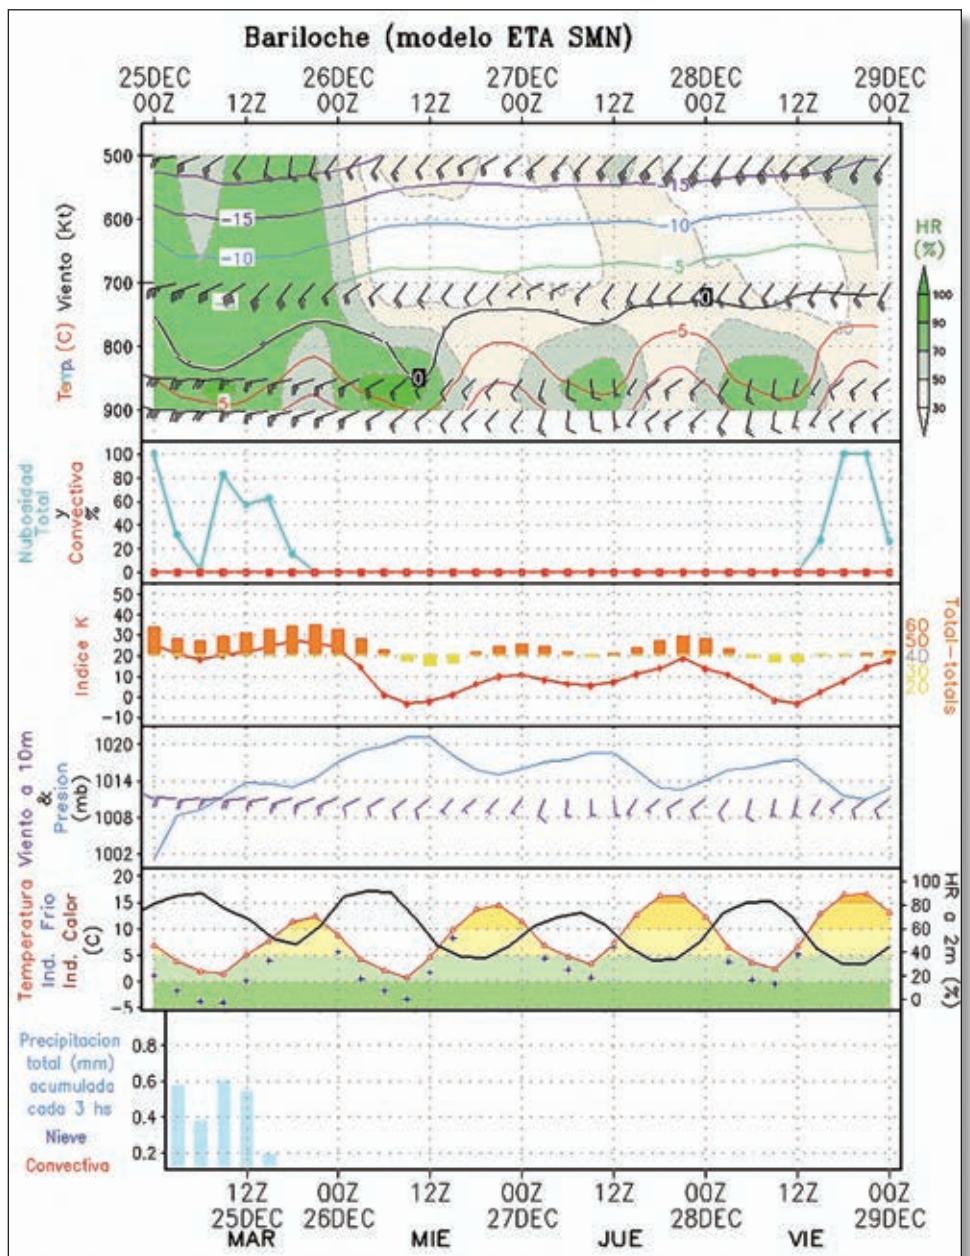 Bariloche (modelo ETA SMN)
25DEC 26DEC 27DEC 28DEC 29DEC
00Z 12Z 00Z 12Z 00Z 12Z 00Z 12Z 00Z
500
600
700
800
900
Temp. (C) Viento (Kt)
-15 -15
-10 -10
-5
0
0
5
5
HR
(%)
100
90
70
50
30
Nubosidad
Total
y
Convectiva
%
100
80
60
40
20
0
Indice K
50
40
30
20
10
0
-10
60
50
40
30
20
Total-totals
Viento a 10m
&
Presion
(mb)
1020
1014
1008
1002
Temperatura
Ind. Frio
Ind. Calor
(C)
20
15
10
5
0
-5
100
80
60
40
20
0
HR a 2m (%)
Precipitacion
total (mm)
acumulada
cada 3 hs
Nieve
Convectiva
0.8
0.6
0.4
0.2
12Z 00Z 12Z 00Z 12Z 00Z 12Z 00Z
25DEC 26DEC 27DEC 28DEC 29DEC
MAR MIE JUE VIE